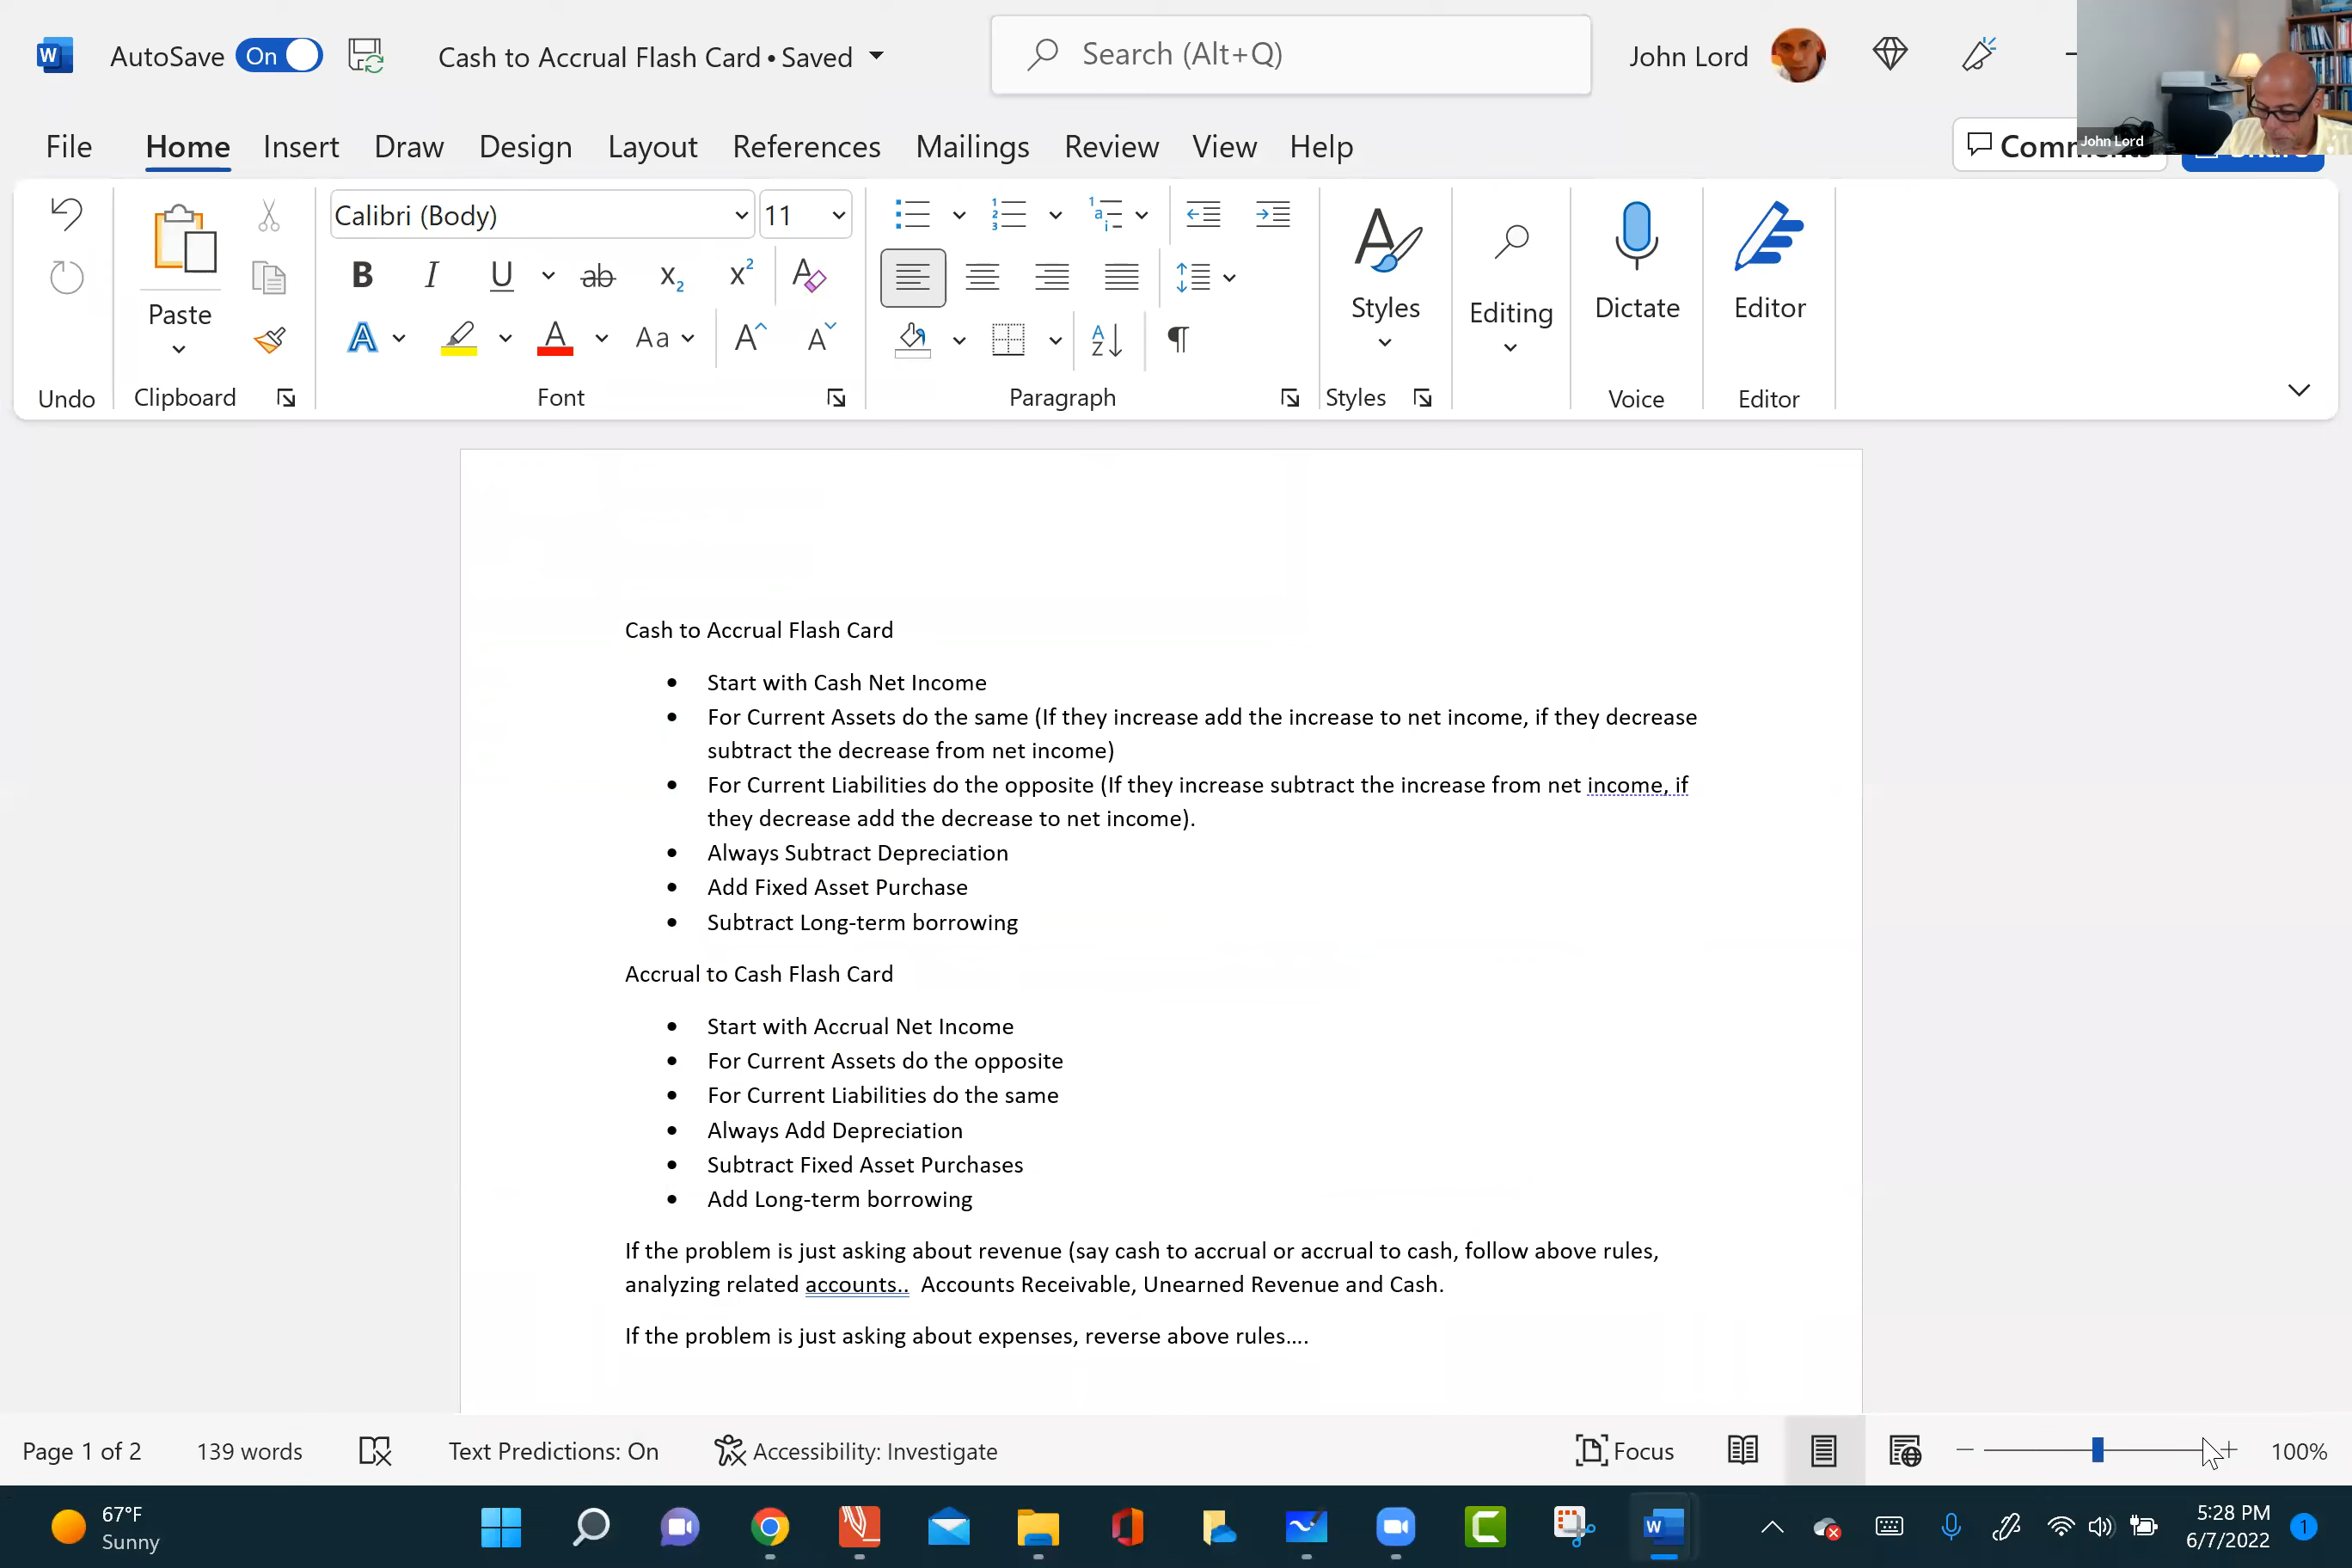 AutoSave On Cash to Accrual Flash Card • Saved Search (Alt+Q) John Lord
File Home Insert Draw Design Layout References Mailings Review View Help
John Lord
Calibri (Body) 11
Paste
Styles Editing Dictate Editor
Undo Clipboard Font Paragraph Styles Voice Editor
Cash to Accrual Flash Card
• Start with Cash Net Income
• For Current Assets do the same (If they increase add the increase to net income, if they decrease
subtract the decrease from net income)
• For Current Liabilities do the opposite (If they increase subtract the increase from net income, if
they decrease add the decrease to net income).
• Always Subtract Depreciation
• Add Fixed Asset Purchase
• Subtract Long-term borrowing
Accrual to Cash Flash Card
• Start with Accrual Net Income
• For Current Assets do the opposite
• For Current Liabilities do the same
• Always Add Depreciation
• Subtract Fixed Asset Purchases
• Add Long-term borrowing
If the problem is just asking about revenue (say cash to accrual or accrual to cash, follow above rules,
analyzing related accounts.. Accounts Receivable, Unearned Revenue and Cash.
If the problem is just asking about expenses, reverse above rules....
Page 1 of 2 139 words Text Predictions: On Accessibility: Investigate Focus 100%
67°F
Sunny
5:28 PM
6/7/2022
1